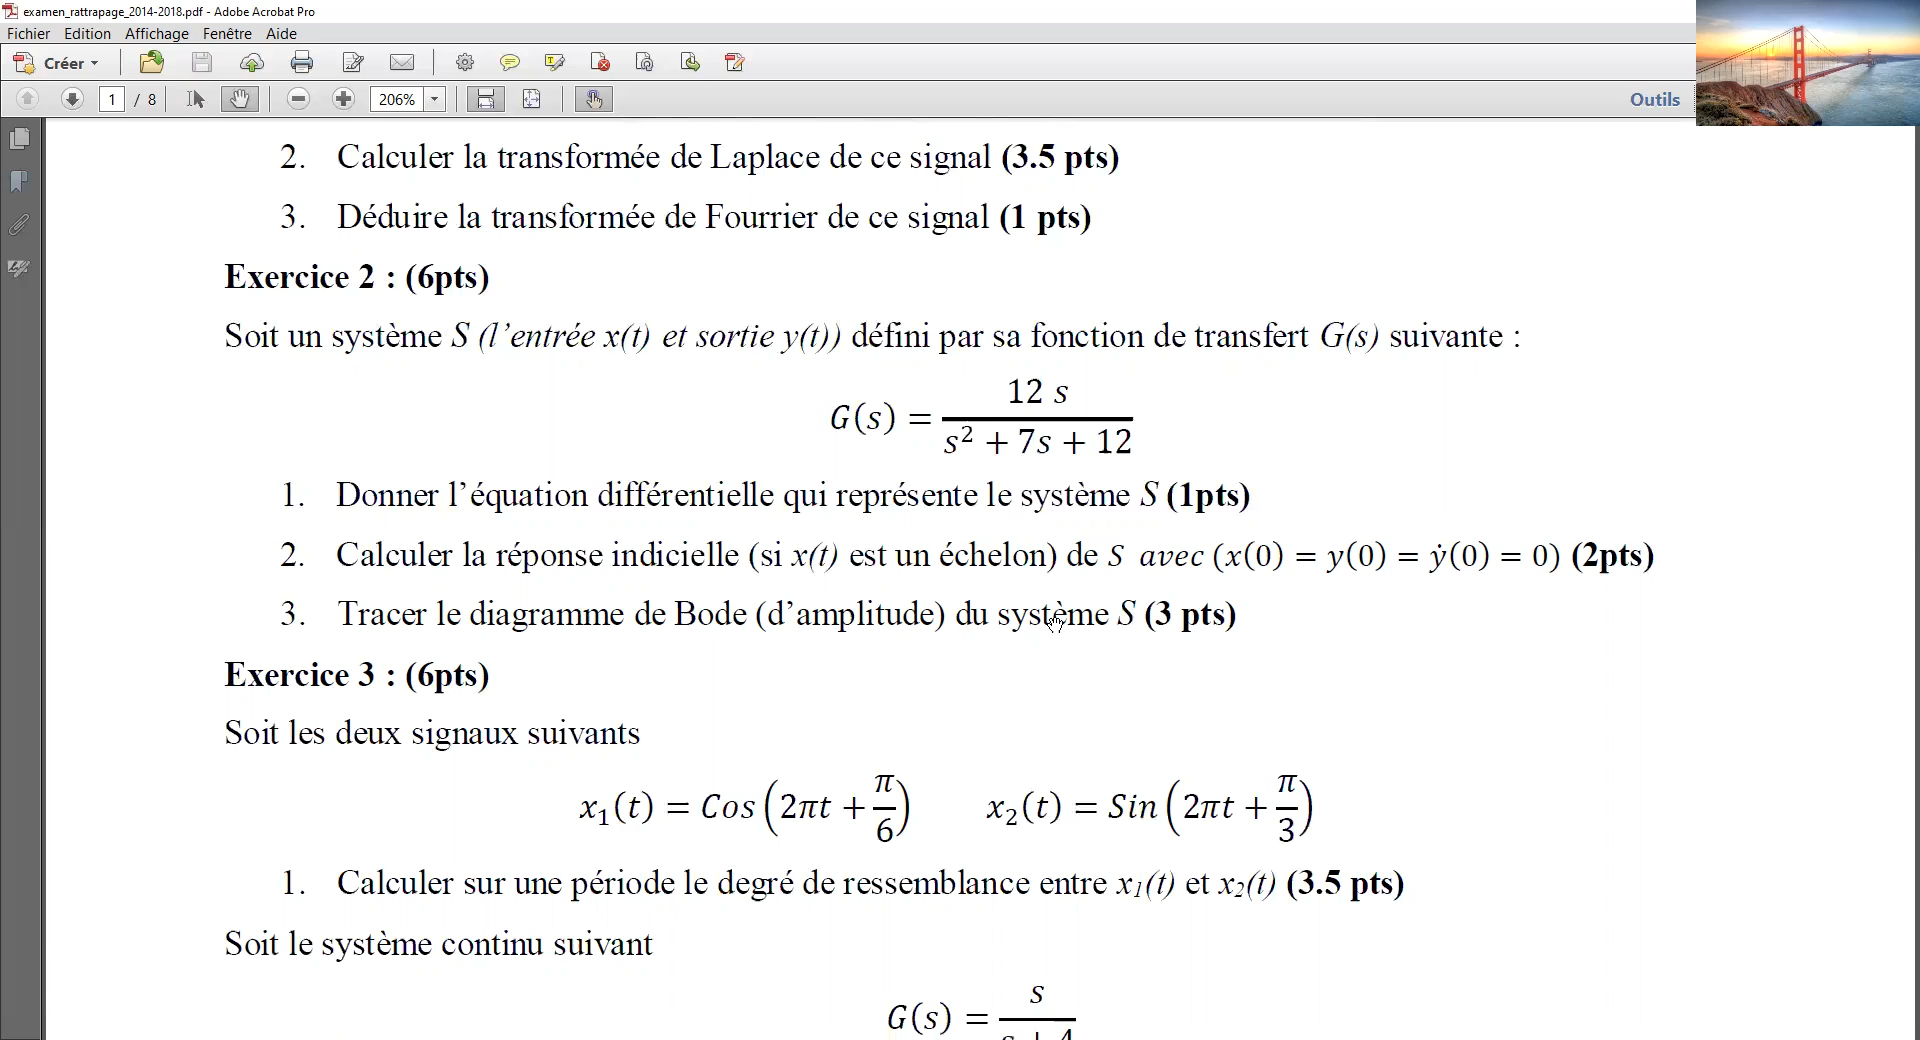 examen_rattrapage_2014-2018.pdf - Adobe Acrobat Pro
Fichier Edition Affichage Fenêtre Aide
Créer
1 / 8 206% Outils
2. Calculer la transformée de Laplace de ce signal (3.5 pts)
3. Déduire la transformée de Fourrier de ce signal (1 pts)
Exercice 2 : (6pts)
Soit un système S (l'entrée x(t) et sortie y(t)) défini par sa fonction de transfert G(s) suivante :
G(s) = 12 s / (s² + 7s + 12)
1. Donner l'équation différentielle qui représente le système S (1pts)
2. Calculer la réponse indicielle (si x(t) est un échelon) de S avec (x(0) = y(0) = ẏ(0) = 0) (2pts)
3. Tracer le diagramme de Bode (d'amplitude) du système S (3 pts)
Exercice 3 : (6pts)
Soit les deux signaux suivants
x₁(t) = Cos(2πt + π/6) x₂(t) = Sin(2πt + π/3)
1. Calculer sur une période le degré de ressemblance entre x₁(t) et x₂(t) (3.5 pts)
Soit le système continu suivant
G(s) = s / (s + 4)